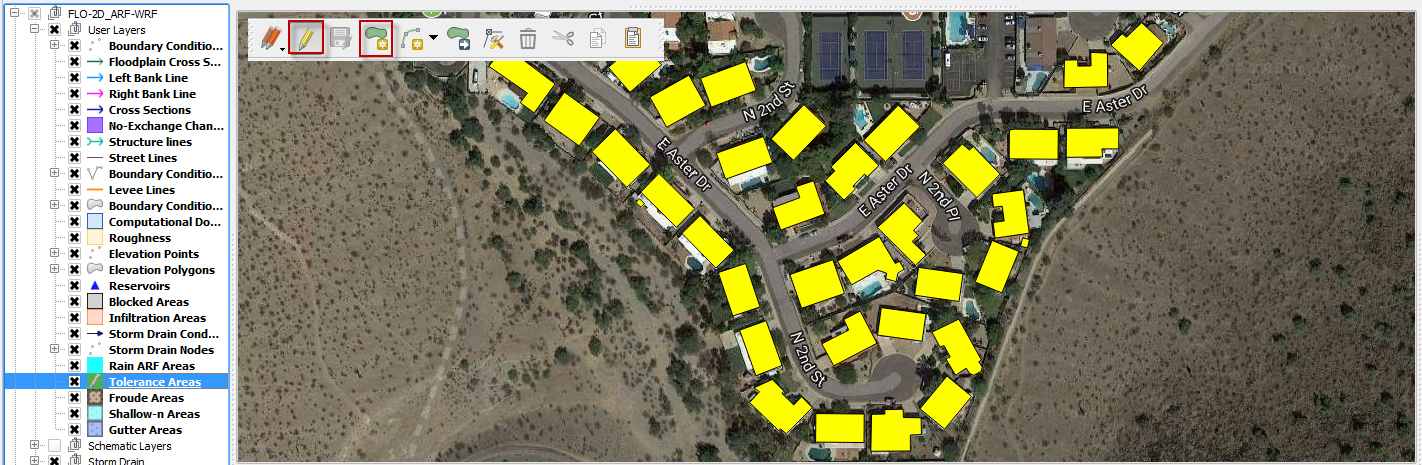 FLO-2D_ARF-WRF
User Layers
Boundary Conditio...
Floodplain Cross S...
Left Bank Line
Right Bank Line
Cross Sections
No-Exchange Chan...
Structure lines
Street Lines
Boundary Conditio...
Levee Lines
Boundary Conditio...
Computational Do...
Roughness
Elevation Points
Elevation Polygons
Reservoirs
Blocked Areas
Infiltration Areas
Storm Drain Cond...
Storm Drain Nodes
Rain ARF Areas
Tolerance Areas
Froude Areas
Shallow-n Areas
Gutter Areas
Schematic Layers
Storm Drain
St
N 2nd St
E Aster Dr
E Aster Dr
E Aster Dr
N 2nd Pl
N 2nd St